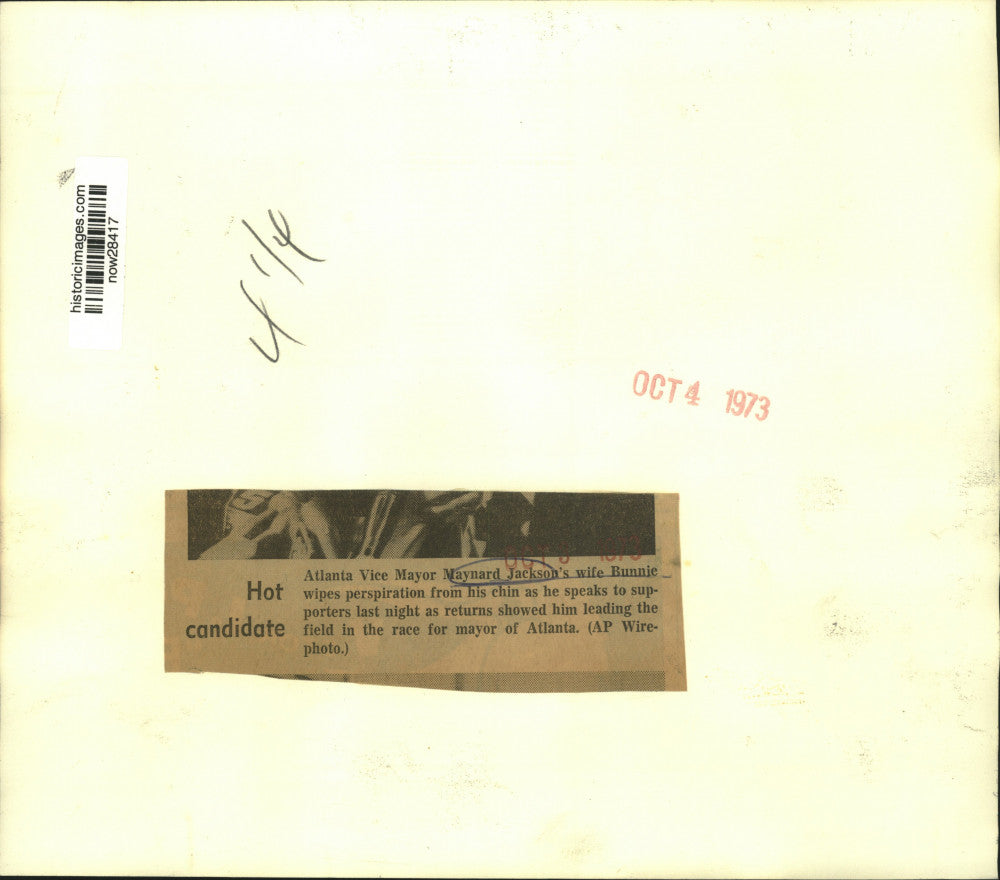 historicimages.com
now28417
OCT 4 1973
OCT
Hot
candidate
Atlanta Vice Mayor Maynard Jackson's wife Bunnie
wipes perspiration from his chin as he speaks to sup-
porters last night as returns showed him leading the
field in the race for mayor of Atlanta. (AP Wire-
photo.)